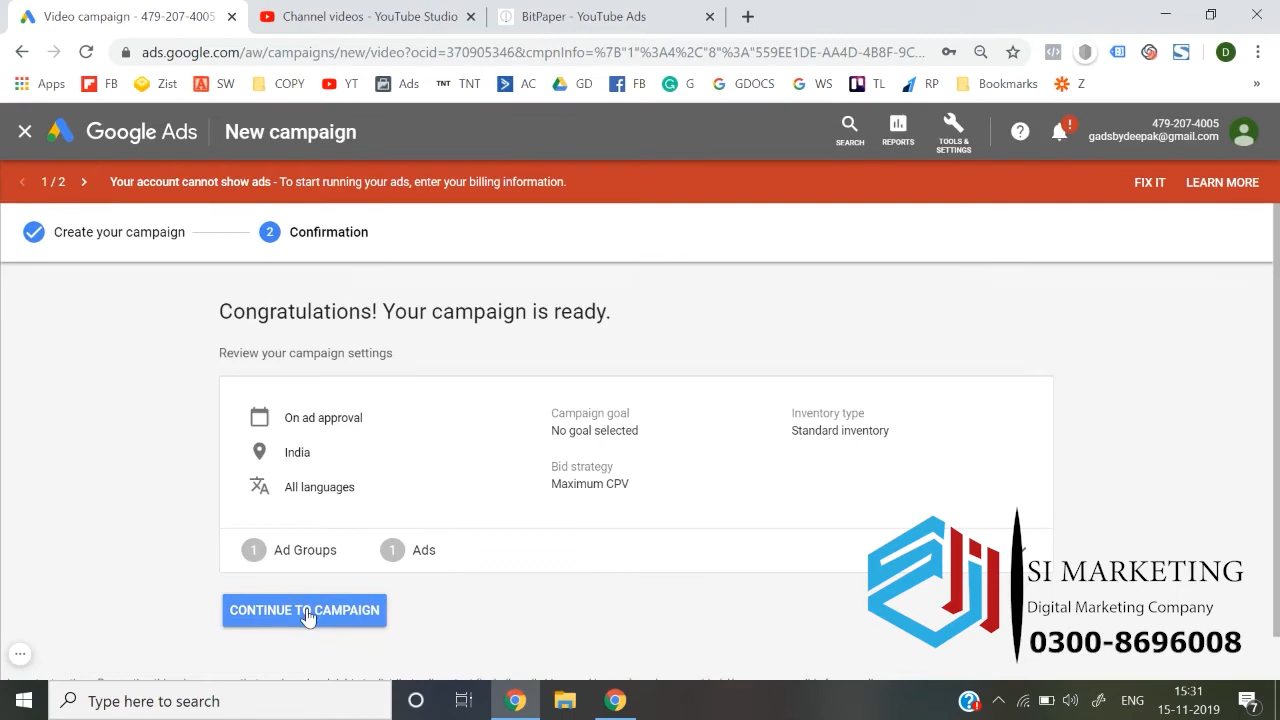 Video campaign - 479-207-4005
Channel videos - YouTube Studio
BitPaper - YouTube Ads
ads.google.com/aw/campaigns/new/video?ocid=370905346&cmpnInfo=%7B"1"%3A4%2C"8"%3A"559EE1DE-AA4D-4B8F-9C...
Apps FB Zist SW COPY YT Ads TNT TNT AC GD FB G GDOCS WS TL RP Bookmarks Z »
Google Ads New campaign
SEARCH
REPORTS
TOOLS & SETTINGS
479-207-4005
gadsbydeepak@gmail.com
1 / 2 Your account cannot show ads - To start running your ads, enter your billing information. FIX IT LEARN MORE
Create your campaign 2 Confirmation
Congratulations! Your campaign is ready.
Review your campaign settings
On ad approval
India
All languages
Campaign goal
No goal selected
Bid strategy
Maximum CPV
Inventory type
Standard inventory
1 Ad Groups 1 Ads
CONTINUE TO CAMPAIGN
SI MARKETING
Digital Marketing Company
0300-8696008
Type here to search
ENG
15:31
15-11-2019
7